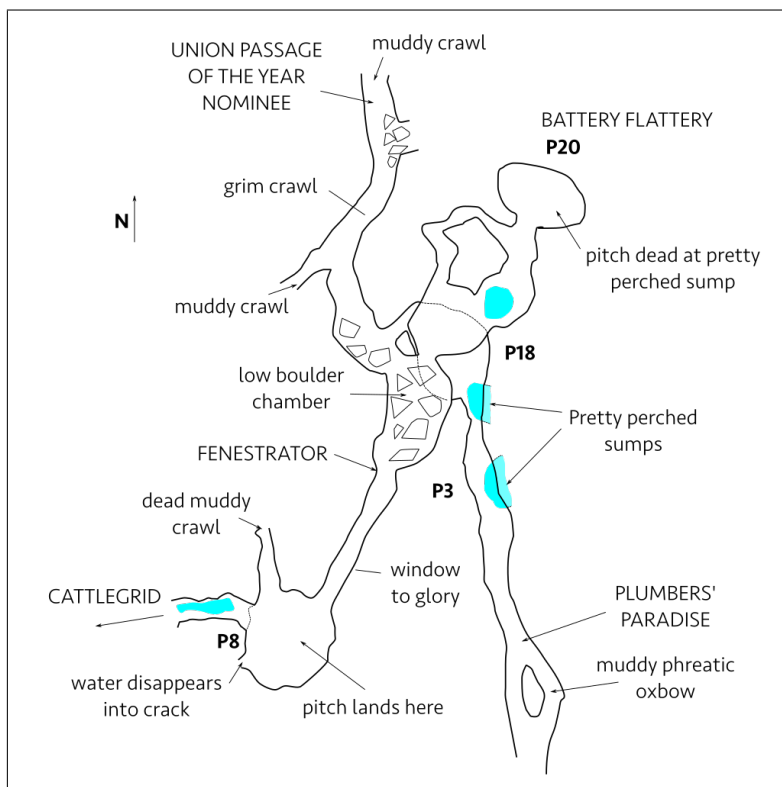 muddy crawl
UNION PASSAGE
OF THE YEAR
NOMINEE
BATTERY FLATTERY
P20
grim crawl
N
pitch dead at pretty
perched sump
muddy crawl
P18
low boulder
chamber
Pretty perched
sumps
FENESTRATOR
P3
dead muddy
crawl
window
to glory
CATTLEGRID
PLUMBERS'
PARADISE
P8
muddy phreatic
oxbow
water disappears
into crack
pitch lands here